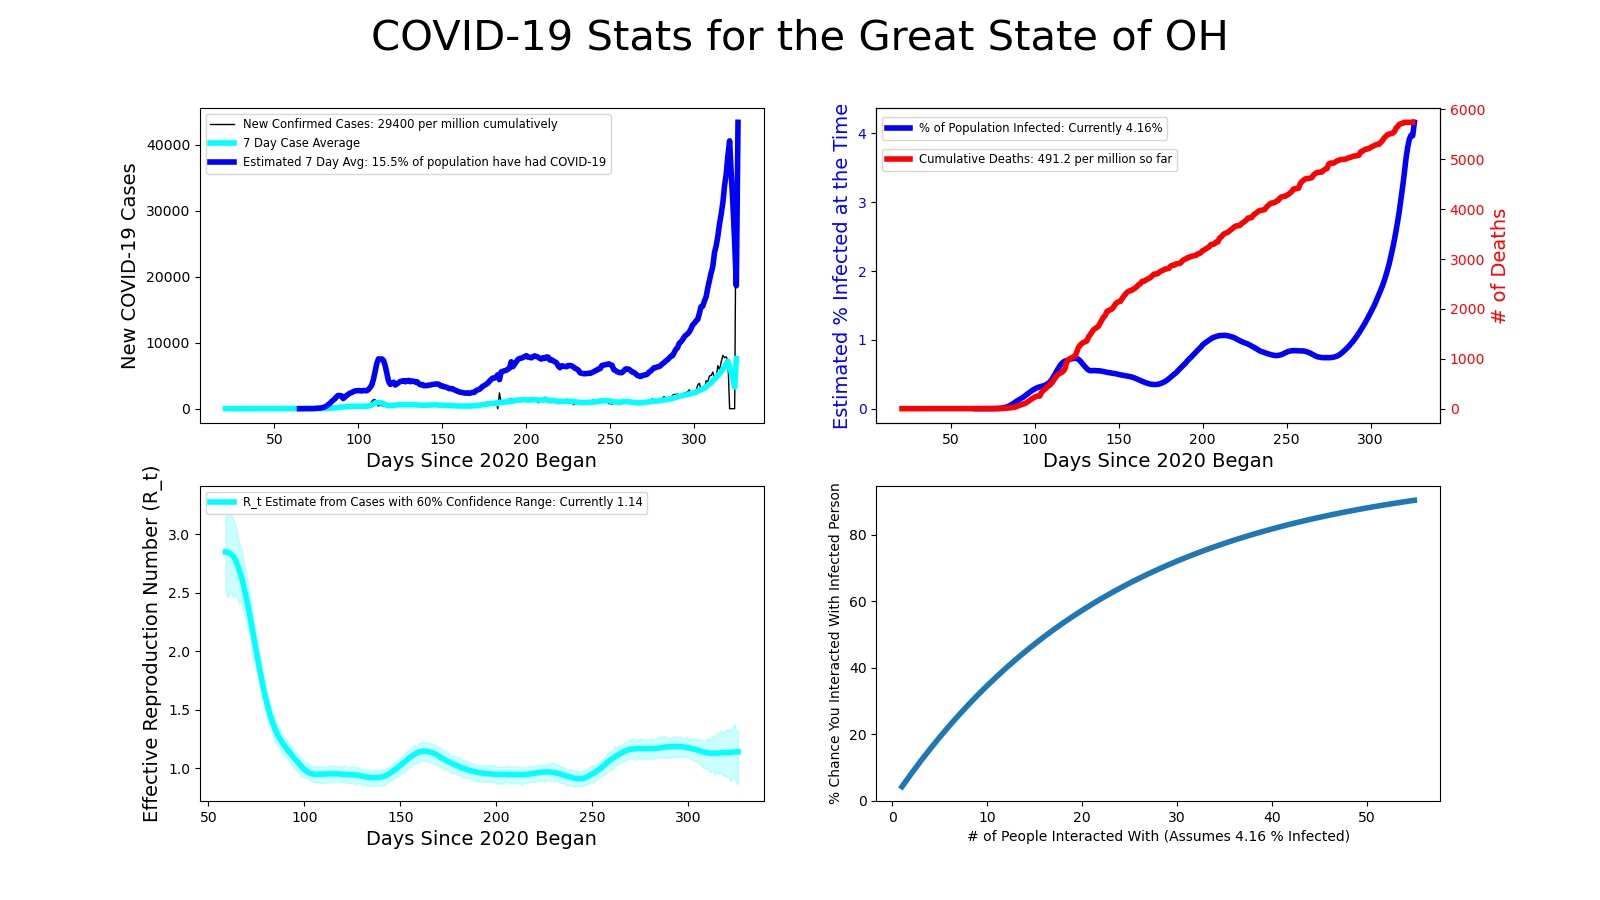 COVID-19 Stats for the Great State of OH
New COVID-19 Cases
40000
30000
20000
10000
0
New Confirmed Cases: 29400 per million cumulatively
7 Day Case Average
Estimated 7 Day Avg: 15.5% of population have had COVID-19
50 100 150 200 250 300
Days Since 2020 Began
Estimated % Infected at the Time
4
3
2
1
0
% of Population Infected: Currently 4.16%
Cumulative Deaths: 491.2 per million so far
6000
5000
4000
3000
2000
1000
0
# of Deaths
50 100 150 200 250 300
Days Since 2020 Began
Effective Reproduction Number (R_t)
3.0
2.5
2.0
1.5
1.0
R_t Estimate from Cases with 60% Confidence Range: Currently 1.14
50 100 150 200 250 300
Days Since 2020 Began
% Chance You Interacted With Infected Person
80
60
40
20
0
0 10 20 30 40 50
# of People Interacted With (Assumes 4.16 % Infected)